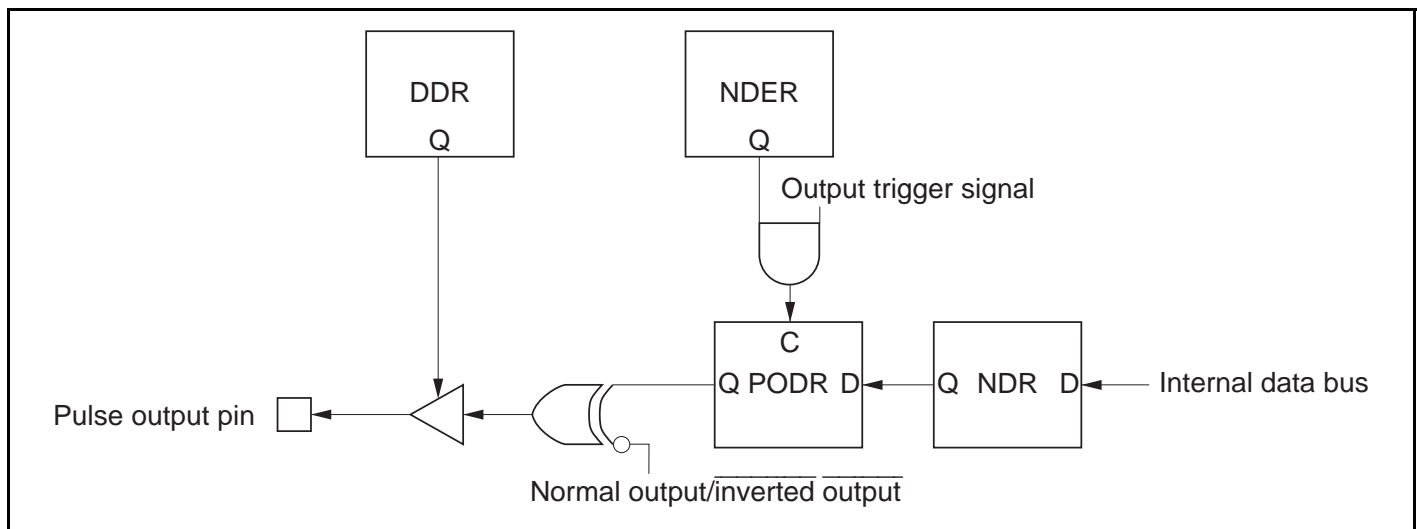 DDR
Q
NDER
Q
Output trigger signal
C
Q PODR D
Q NDR D
Internal data bus
Pulse output pin
Normal output/inverted output